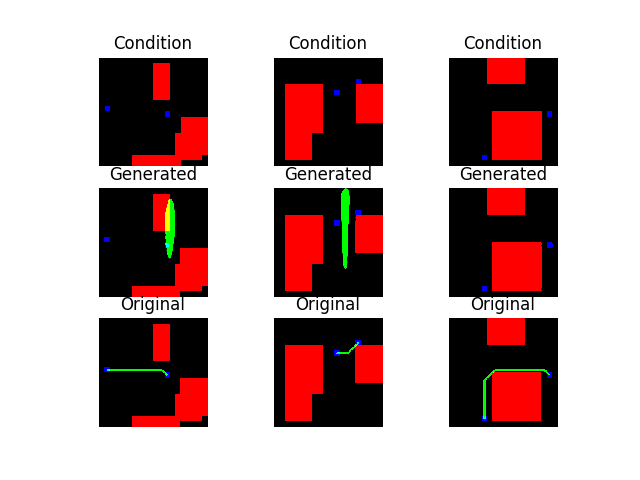 Condition Condition Condition
Generated Generated Generated
Original Original Original